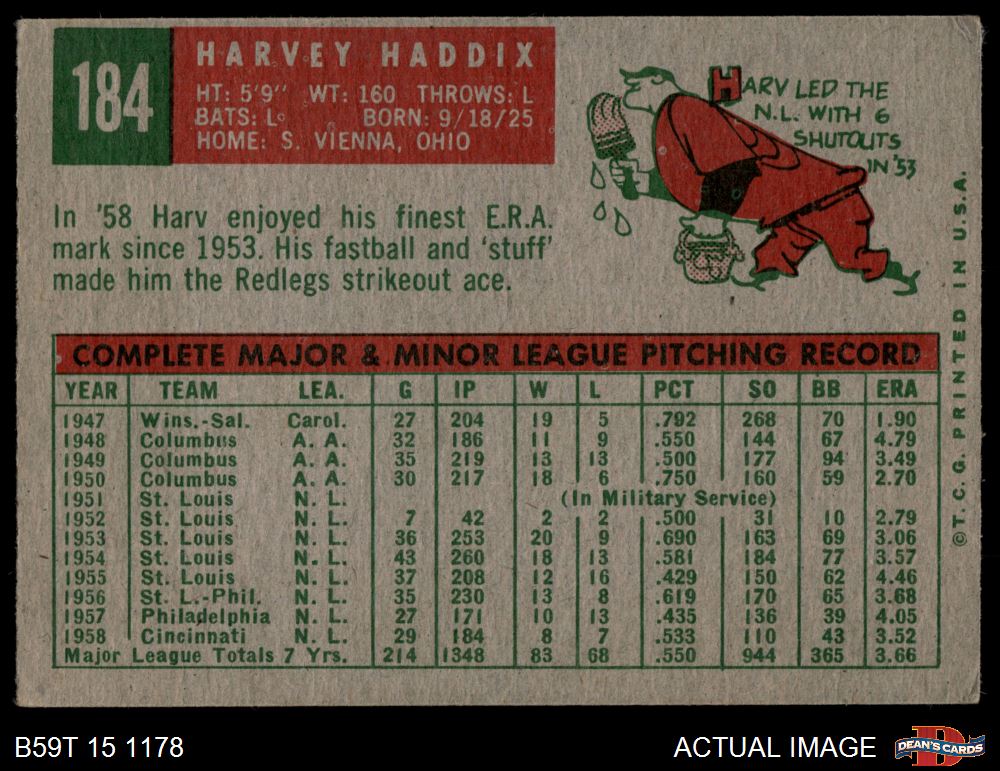 184
HARVEY HADDIX
HT: 5'9" WT: 160 THROWS: L
BATS: L BORN: 9/18/25
HOME: S. VIENNA, OHIO
HARV LED THE
N.L. WITH 6
SHUTOUTS
IN '53
In '58 Harv enjoyed his finest E.R.A.
mark since 1953. His fastball and 'stuff'
made him the Redlegs strikeout ace.
COMPLETE MAJOR & MINOR LEAGUE PITCHING RECORD
YEAR TEAM LEA. G IP W L PCT SO BB ERA
1947 Wins.-Sal. Carol. 27 204 19 5 .792 268 70 1.90
1948 Columbus A. A. 32 186 11 9 .550 144 67 4.79
1949 Columbus A. A. 35 219 13 13 .500 177 94 3.49
1950 Columbus A. A. 30 217 18 6 .750 160 59 2.70
1951 St. Louis N. L. (In Military Service)
1952 St. Louis N. L. 7 42 2 2 .500 31 10 2.79
1953 St. Louis N. L. 36 253 20 9 .690 163 69 3.06
1954 St. Louis N. L. 43 260 18 13 .581 184 77 3.57
1955 St. Louis N. L. 37 208 12 16 .429 150 62 4.46
1956 St. L.-Phil. N. L. 35 230 13 8 .619 170 65 3.68
1957 Philadelphia N. L. 27 171 10 13 .435 136 39 4.05
1958 Cincinnati N. L. 29 184 8 7 .533 110 43 3.52
Major League Totals 7 Yrs. 214 1348 83 68 .550 944 365 3.66
©T. C. G. PRINTED IN U.S.A.
B59T 15 1178
ACTUAL IMAGE
DEAN'S CARDS